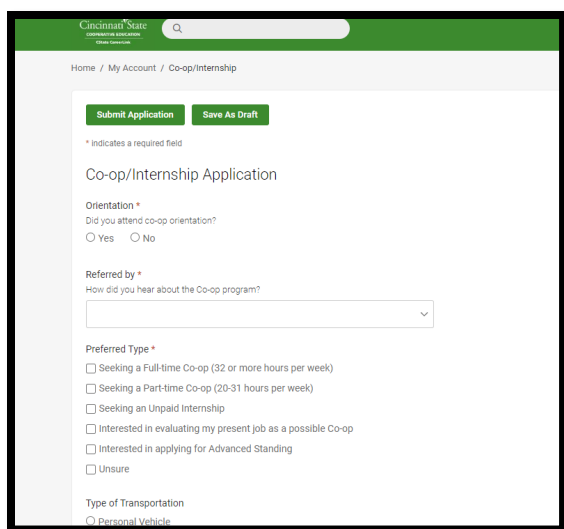 Cincinnati State
COOPERATIVE EDUCATION
CState CareerLink
Home / My Account / Co-op/Internship
Submit Application Save As Draft
* indicates a required field
Co-op/Internship Application
Orientation *
Did you attend co-op orientation?
Yes No
Referred by *
How did you hear about the Co-op program?
Preferred Type *
Seeking a Full-time Co-op (32 or more hours per week)
Seeking a Part-time Co-op (20-31 hours per week)
Seeking an Unpaid Internship
Interested in evaluating my present job as a possible Co-op
Interested in applying for Advanced Standing
Unsure
Type of Transportation
Personal Vehicle